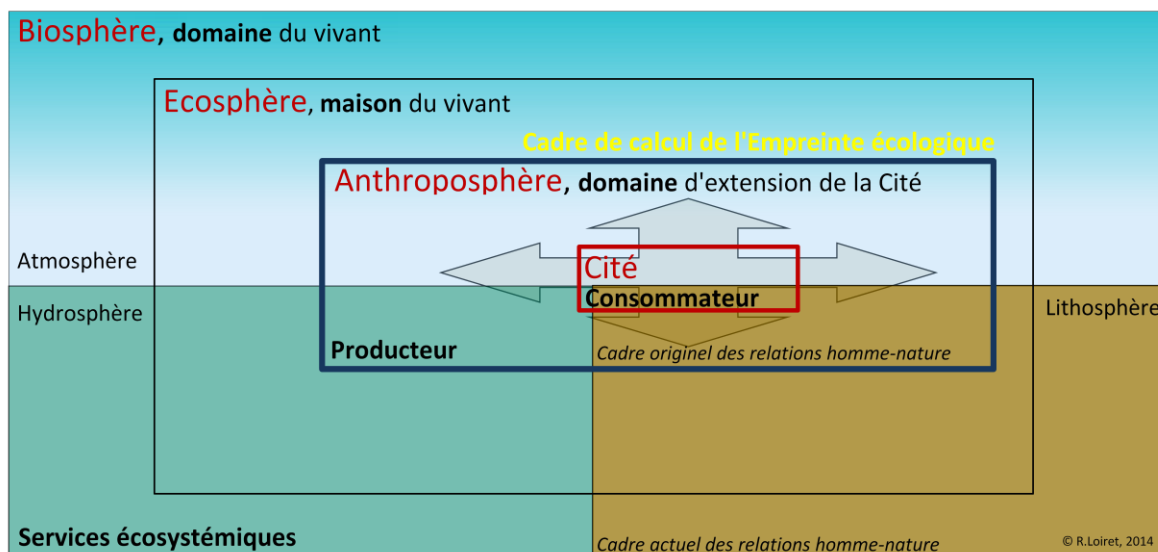 Biosphère, domaine du vivant
Ecosphère, maison du vivant
Cadre de calcul de l'Empreinte écologique
Anthroposphère, domaine d'extension de la Cité
Atmosphère
Cité
Consommateur
Hydrosphère
Lithosphère
Producteur
Cadre originel des relations homme-nature
Services écosystémiques
Cadre actuel des relations homme-nature
© R.Loiret, 2014